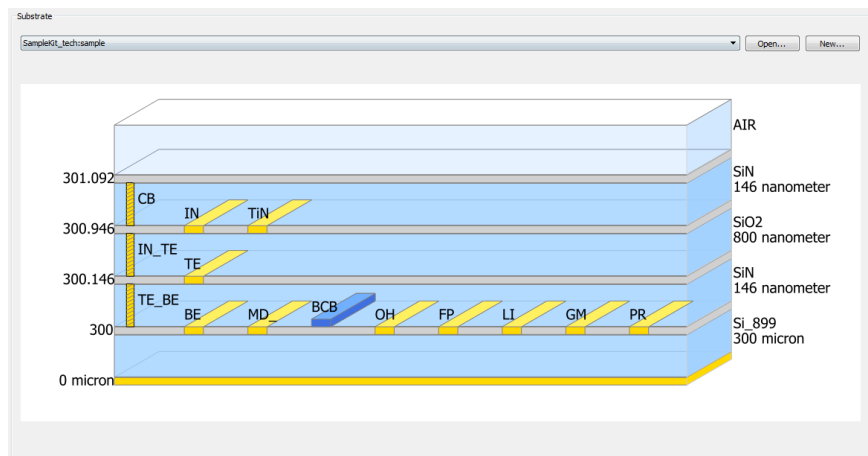 Substrate
SampleKit_tech:sample
Open...
New...
AIR
301.092
SiN
146 nanometer
CB
IN
TiN
300.946
SiO2
800 nanometer
IN_TE
TE
300.146
SiN
146 nanometer
TE_BE
BE
MD_
BCB
OH
FP
LI
GM
PR
300
Si_899
300 micron
0 micron